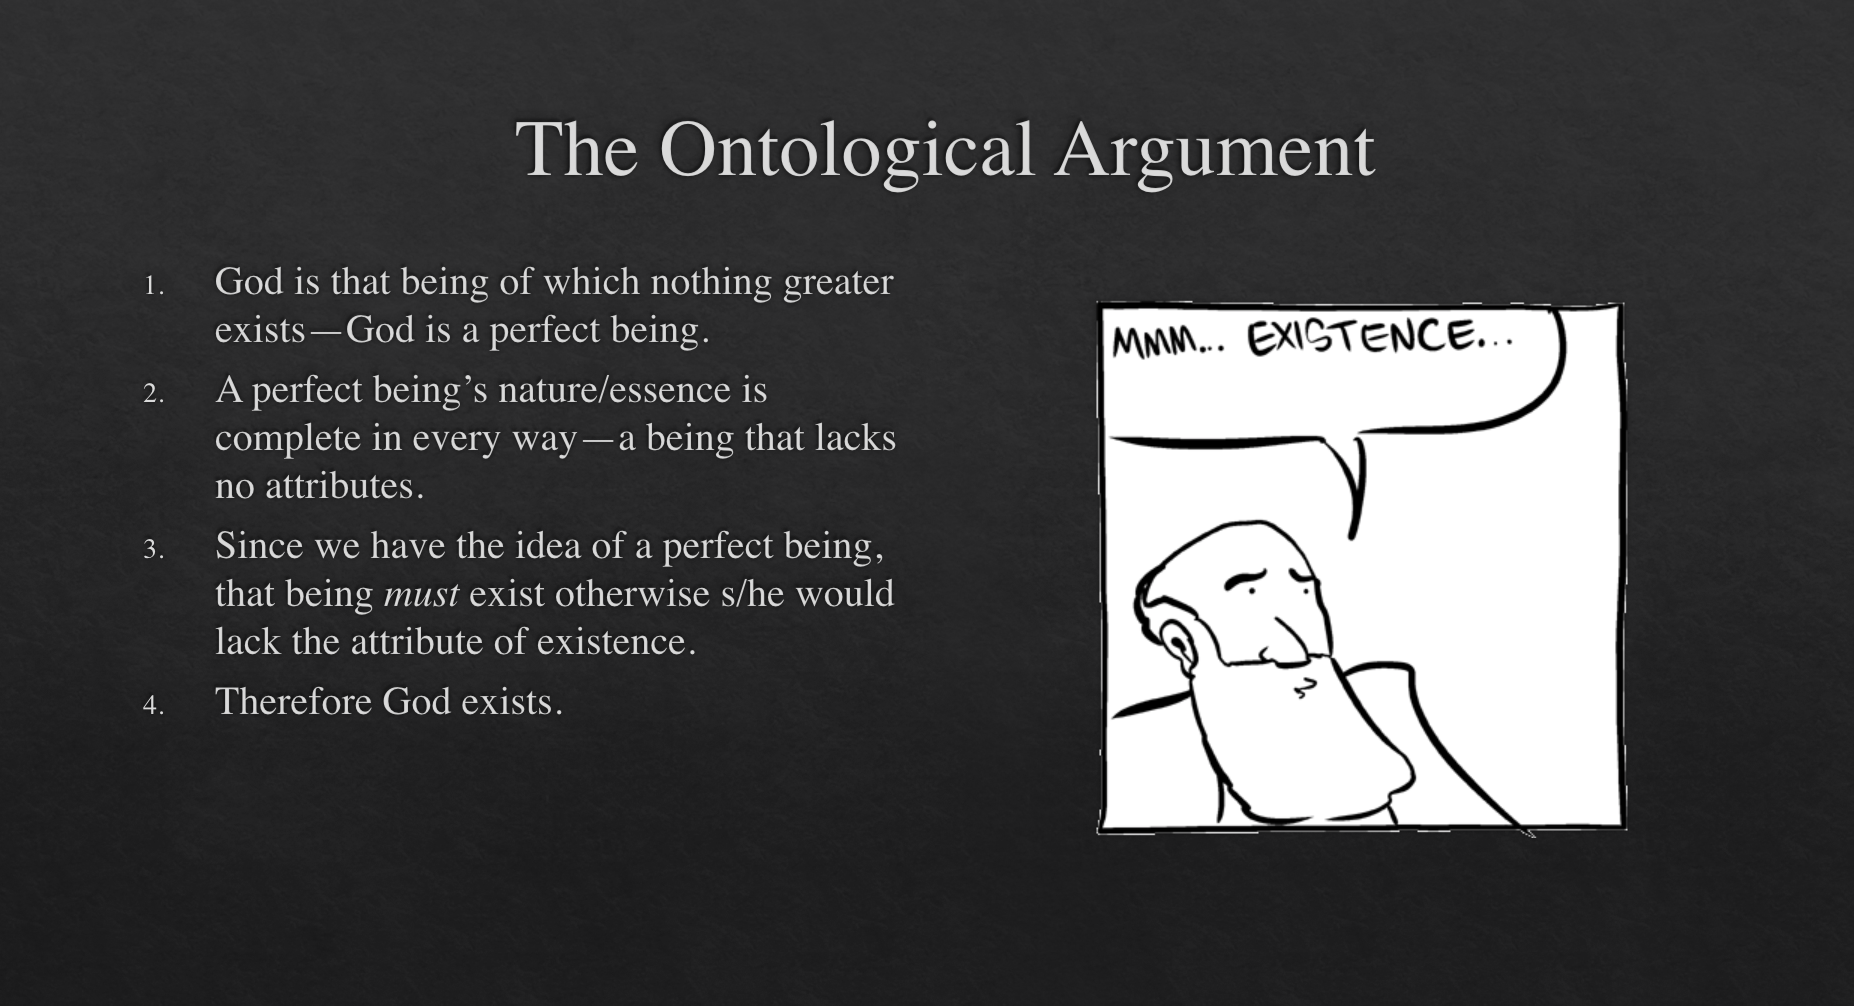 The Ontological Argument
1. God is that being of which nothing greater
exists—God is a perfect being.
2. A perfect being’s nature/essence is
complete in every way—a being that lacks
no attributes.
3. Since we have the idea of a perfect being,
that being must exist otherwise s/he would
lack the attribute of existence.
4. Therefore God exists.
MMM... EXISTENCE...